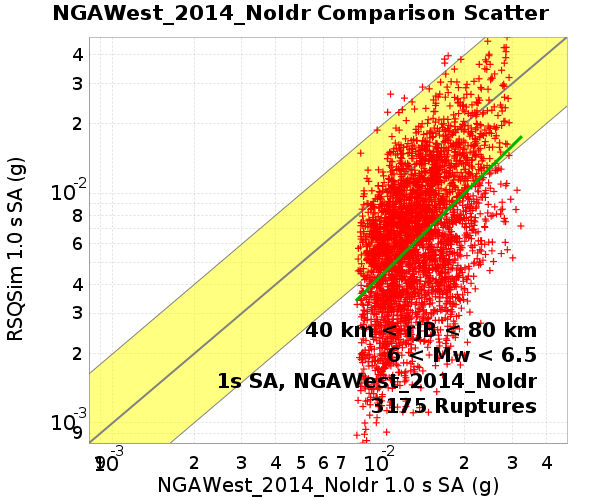 NGAWest_2014_NoIdr Comparison Scatter
RSQSim 1.0 s SA (g)
4
3
2
10-2
8
6
4
3
2
10-3
9
40 km < rJB < 80 km
6 < Mw < 6.5
1s SA, NGAWest_2014_NoIdr
3175 Ruptures
9 10-3 2 3 4 5 6 7 10-2 2 3 4
NGAWest_2014_NoIdr 1.0 s SA (g)